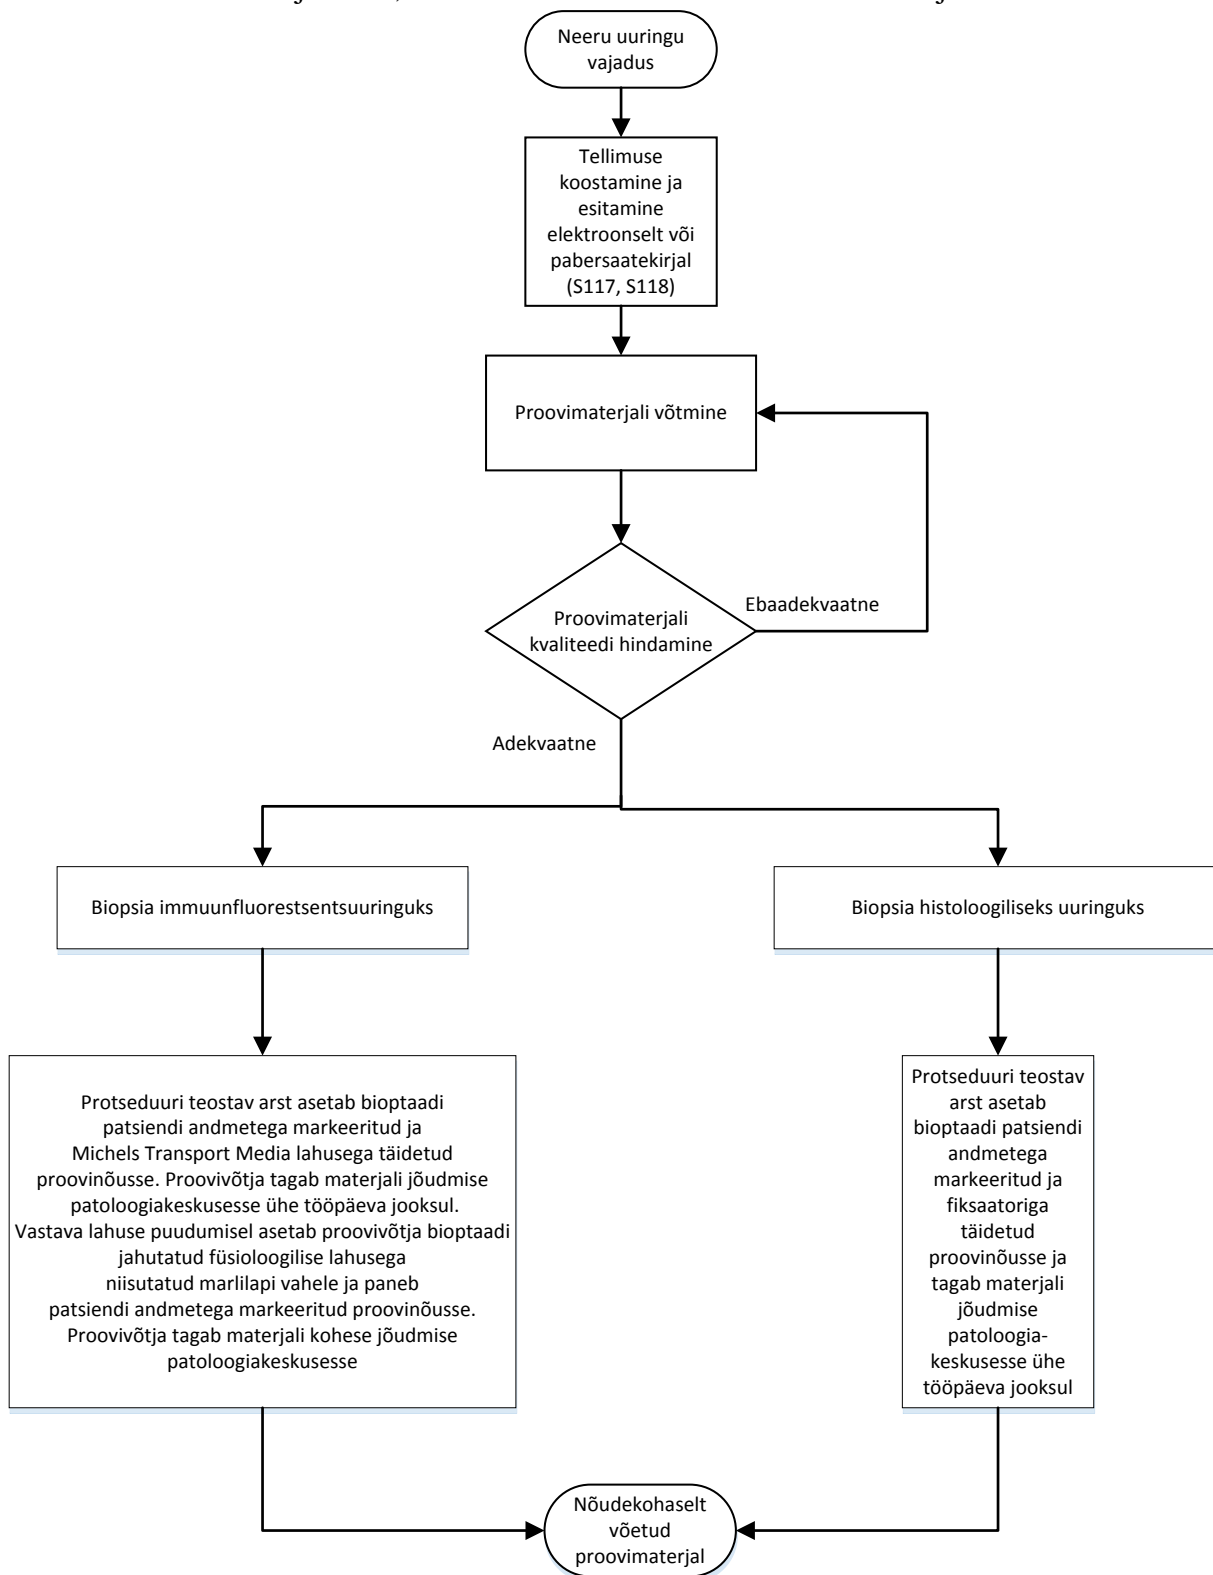 Neeru uuringu
vajadus
Tellimuse
koostamine ja
esitamine
elektroonselt või
pabersaatekirjal
(S117, S118)
Proovimaterjali võtmine
Ebaadekvaatne
Proovimaterjali
kvaliteedi hindamine
Adekvaatne
Biopsia immuunfluorestsentsuuringuks
Biopsia histoloogiliseks uuringuks
Protseduuri teostav arst asetab bioptaadi
patsiendi andmetega markeeritud ja
Michels Transport Media lahusega täidetud
proovinõusse. Proovivõtja tagab materjali jõudmise
patoloogiakeskusesse ühe tööpäeva jooksul.
Vastava lahuse puudumisel asetab proovivõtja bioptaadi
jahutatud füsioloogilise lahusega
niisutatud marlilapi vahele ja paneb
patsiendi andmetega markeeritud proovinõusse.
Proovivõtja tagab materjali kohese jõudmise
patoloogiakeskusesse
Protseduuri teostav
arst asetab
bioptaadi patsiendi
andmetega
markeeritud ja
fiksaatoriga
täidetud
proovinõusse ja
tagab materjali
jõudmise
patoloogia-
keskusesse ühe
tööpäeva jooksul
Nõudekohaselt
võetud
proovimaterjal